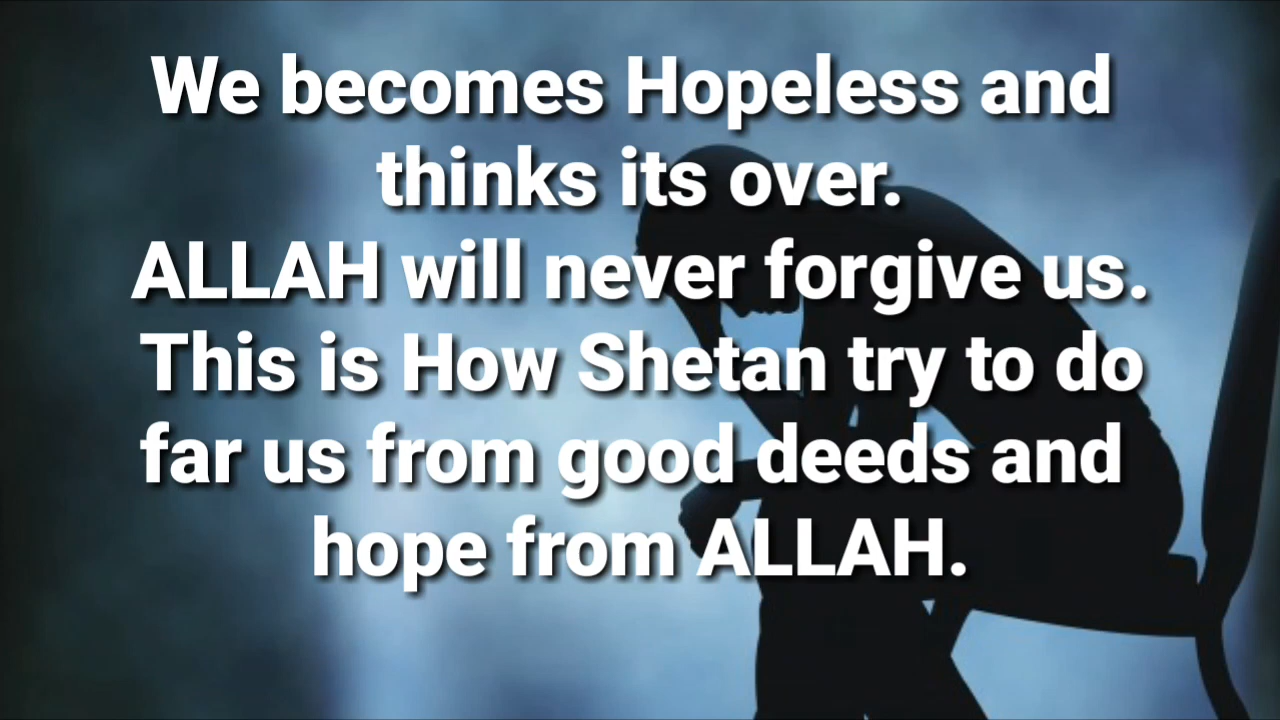 We becomes Hopeless and
thinks its over.
ALLAH will never forgive us.
This is How Shetan try to do
far us from good deeds and
hope from ALLAH.